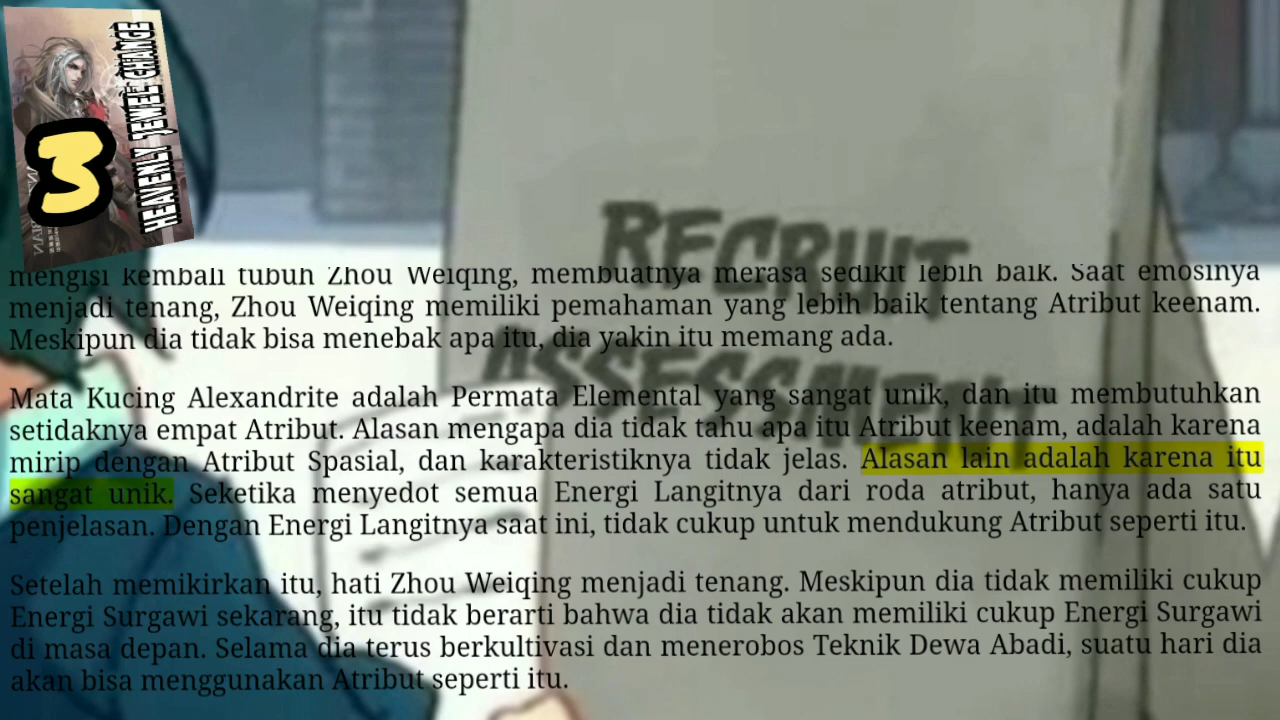 HEAVENLY JEWEL CHANGE
3
RECRUIT
ASSESSMENT
mengisi kembali tubuh Zhou Weiqing, membuatnya merasa sedikit lebih baik. Saat emosinya
menjadi tenang, Zhou Weiqing memiliki pemahaman yang lebih baik tentang Atribut keenam.
Meskipun dia tidak bisa menebak apa itu, dia yakin itu memang ada.
Mata Kucing Alexandrite adalah Permata Elemental yang sangat unik, dan itu membutuhkan
setidaknya empat Atribut. Alasan mengapa dia tidak tahu apa itu Atribut keenam, adalah karena
mirip dengan Atribut Spasial, dan karakteristiknya tidak jelas. Alasan lain adalah karena itu
sangat unik. Seketika menyedot semua Energi Langitnya dari roda atribut, hanya ada satu
penjelasan. Dengan Energi Langitnya saat ini, tidak cukup untuk mendukung Atribut seperti itu.
Setelah memikirkan itu, hati Zhou Weiqing menjadi tenang. Meskipun dia tidak memiliki cukup
Energi Surgawi sekarang, itu tidak berarti bahwa dia tidak akan memiliki cukup Energi Surgawi
di masa depan. Selama dia terus berkultivasi dan menerobos Teknik Dewa Abadi, suatu hari dia
akan bisa menggunakan Atribut seperti itu.